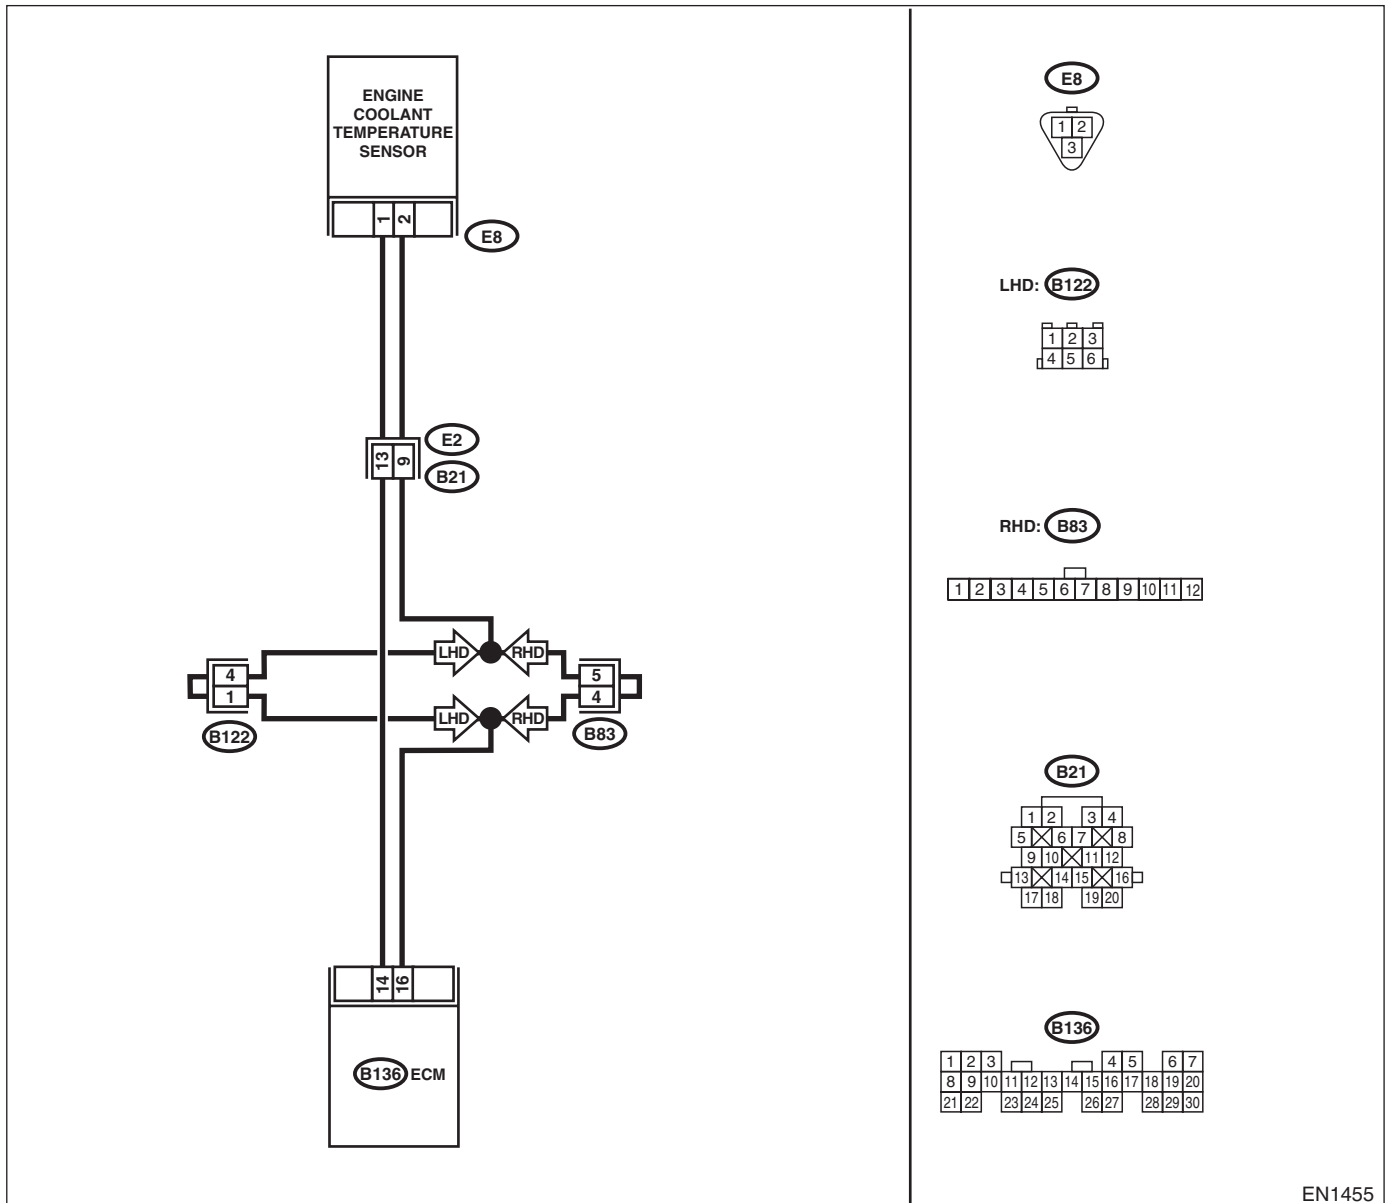 ENGINE
COOLANT
TEMPERATURE
SENSOR
1 2
E8
E2
13 9
B21
LHD RHD
4 5
1 4
LHD RHD
B122 B83
14 16
B136 ECM
E8
1 2
3
LHD: B122
1 2 3
4 5 6
RHD: B83
1 2 3 4 5 6 7 8 9 10 11 12
B21
1 2 3 4
5 6 7 8
9 10 11 12
13 14 15 16
17 18 19 20
B136
1 2 3 4 5 6 7
8 9 10 11 12 13 14 15 16 17 18 19 20
21 22 23 24 25 26 27 28 29 30
EN1455